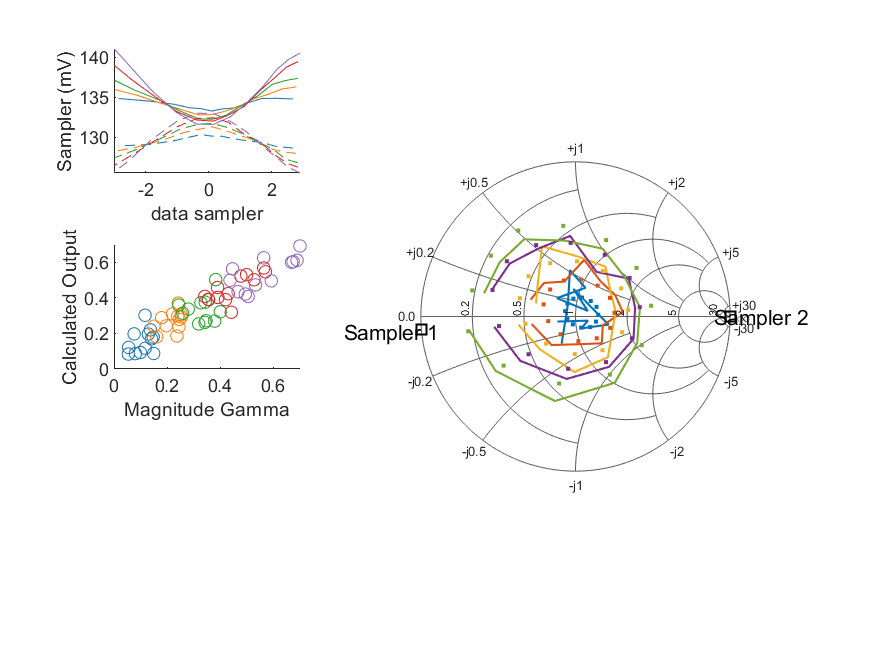 140
135
130
Sampler (mV)
-2 0 2
data sampler
0.6
0.4
0.2
0
Calculated Output
0 0.2 0.4 0.6
Magnitude Gamma
+j1
+j0.5 +j2
+j0.2 +j5
0.0 0.2 0.5 1 2 5 30 +j30
-j30
Sampler 1
Sampler 2
-j0.2 -j5
-j0.5 -j2
-j1